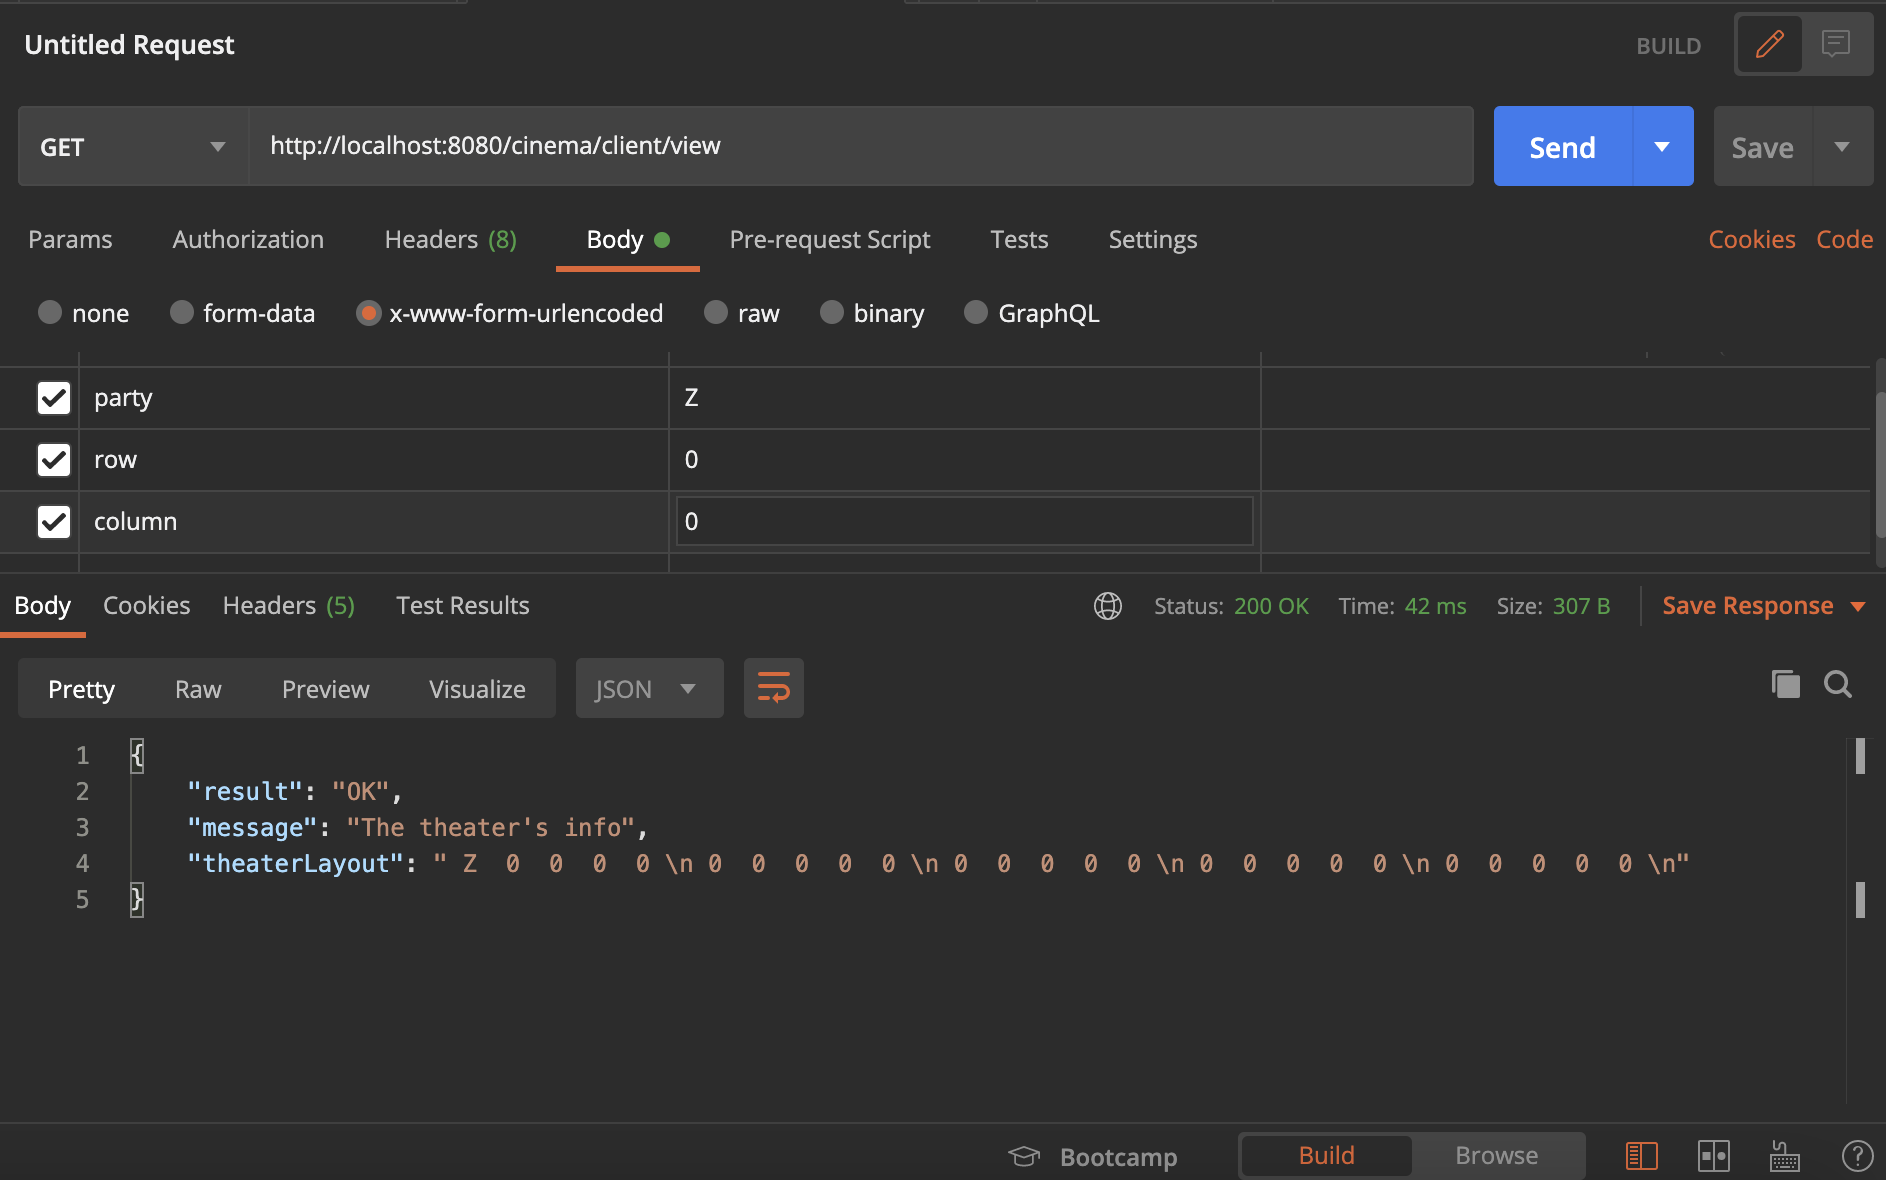 Untitled Request
BUILD
GET
http://localhost:8080/cinema/client/view
Send
Save
Params Authorization Headers (8) Body Pre-request Script Tests Settings Cookies Code
none form-data x-www-form-urlencoded raw binary GraphQL
party Z
row 0
column 0
Body Cookies Headers (5) Test Results Status: 200 OK Time: 42 ms Size: 307 B Save Response
Pretty Raw Preview Visualize JSON
1 {
2 "result": "OK",
3 "message": "The theater's info",
4 "theaterLayout": " Z  0  0  0  0 \n 0  0  0  0  0 \n 0  0  0  0  0 \n 0  0  0  0  0 \n 0  0  0  0  0 \n"
5 }
Bootcamp Build Browse ?